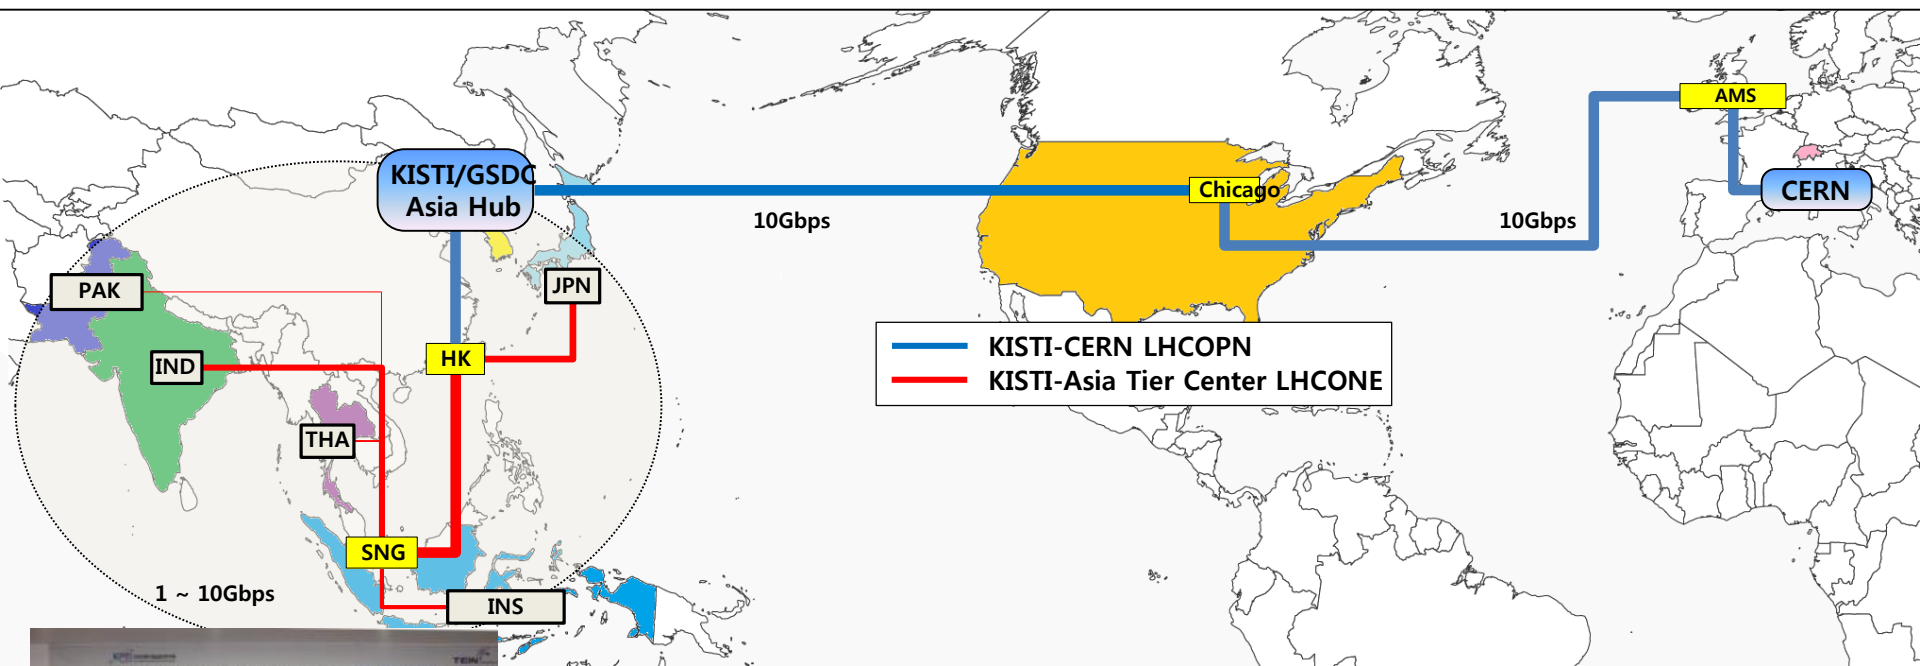 AMS
KISTI/GSDC
Asia Hub
Chicago
CERN
10Gbps
10Gbps
PAK
JPN
HK
IND
KISTI-CERN LHCOPN
KISTI-Asia Tier Center LHCONE
THA
SNG
1 ~ 10Gbps
INS
TEIN